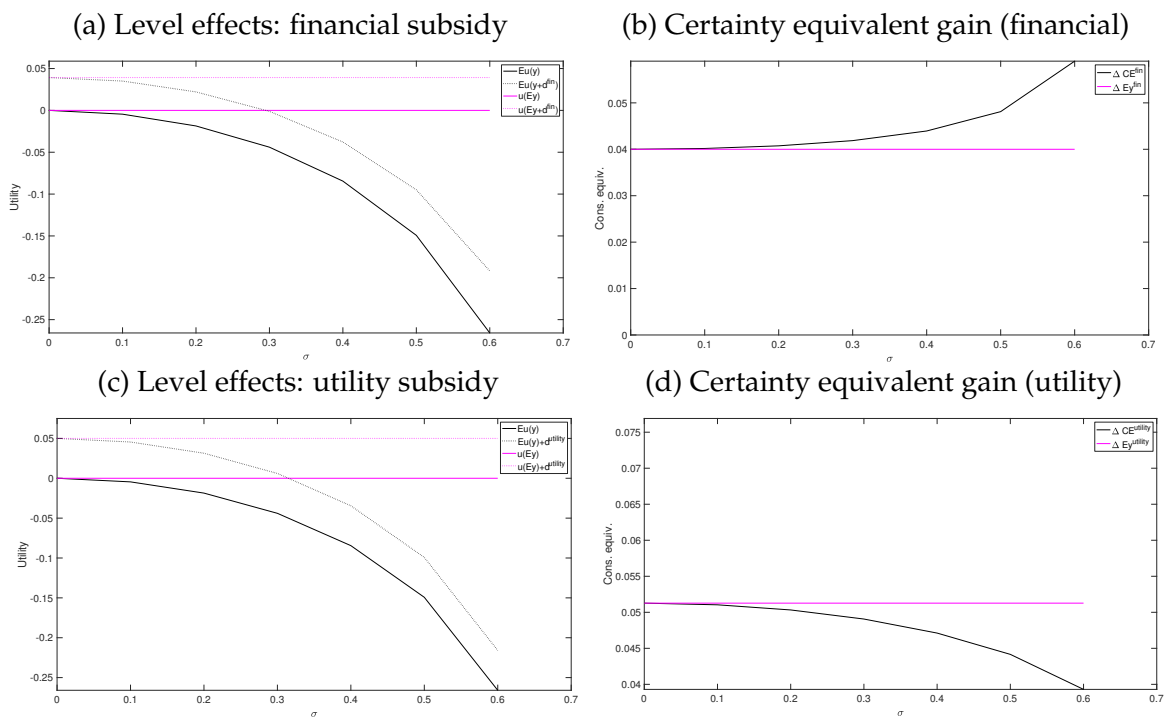 (a) Level effects: financial subsidy
0.05
0
-0.05
-0.1
-0.15
-0.2
-0.25
Utility
0 0.1 0.2 0.3 0.4 0.5 0.6 0.7
σ
Eu(y)
Eu(y+d^fin)
u(Ey)
u(Ey+d^fin)
(b) Certainty equivalent gain (financial)
0.05
0.04
0.03
0.02
0.01
0
Cons. equiv.
0 0.1 0.2 0.3 0.4 0.5 0.6 0.7
σ
Δ CE^fin
Δ Ey^fin
(c) Level effects: utility subsidy
0.05
0
-0.05
-0.1
-0.15
-0.2
-0.25
Utility
0 0.1 0.2 0.3 0.4 0.5 0.6 0.7
σ
Eu(y)
Eu(y)+d^utility
u(Ey)
u(Ey)+d^utility
(d) Certainty equivalent gain (utility)
0.075
0.07
0.065
0.06
0.055
0.05
0.045
0.04
Cons. equiv.
0 0.1 0.2 0.3 0.4 0.5 0.6 0.7
σ
Δ CE^utility
Δ Ey^utility